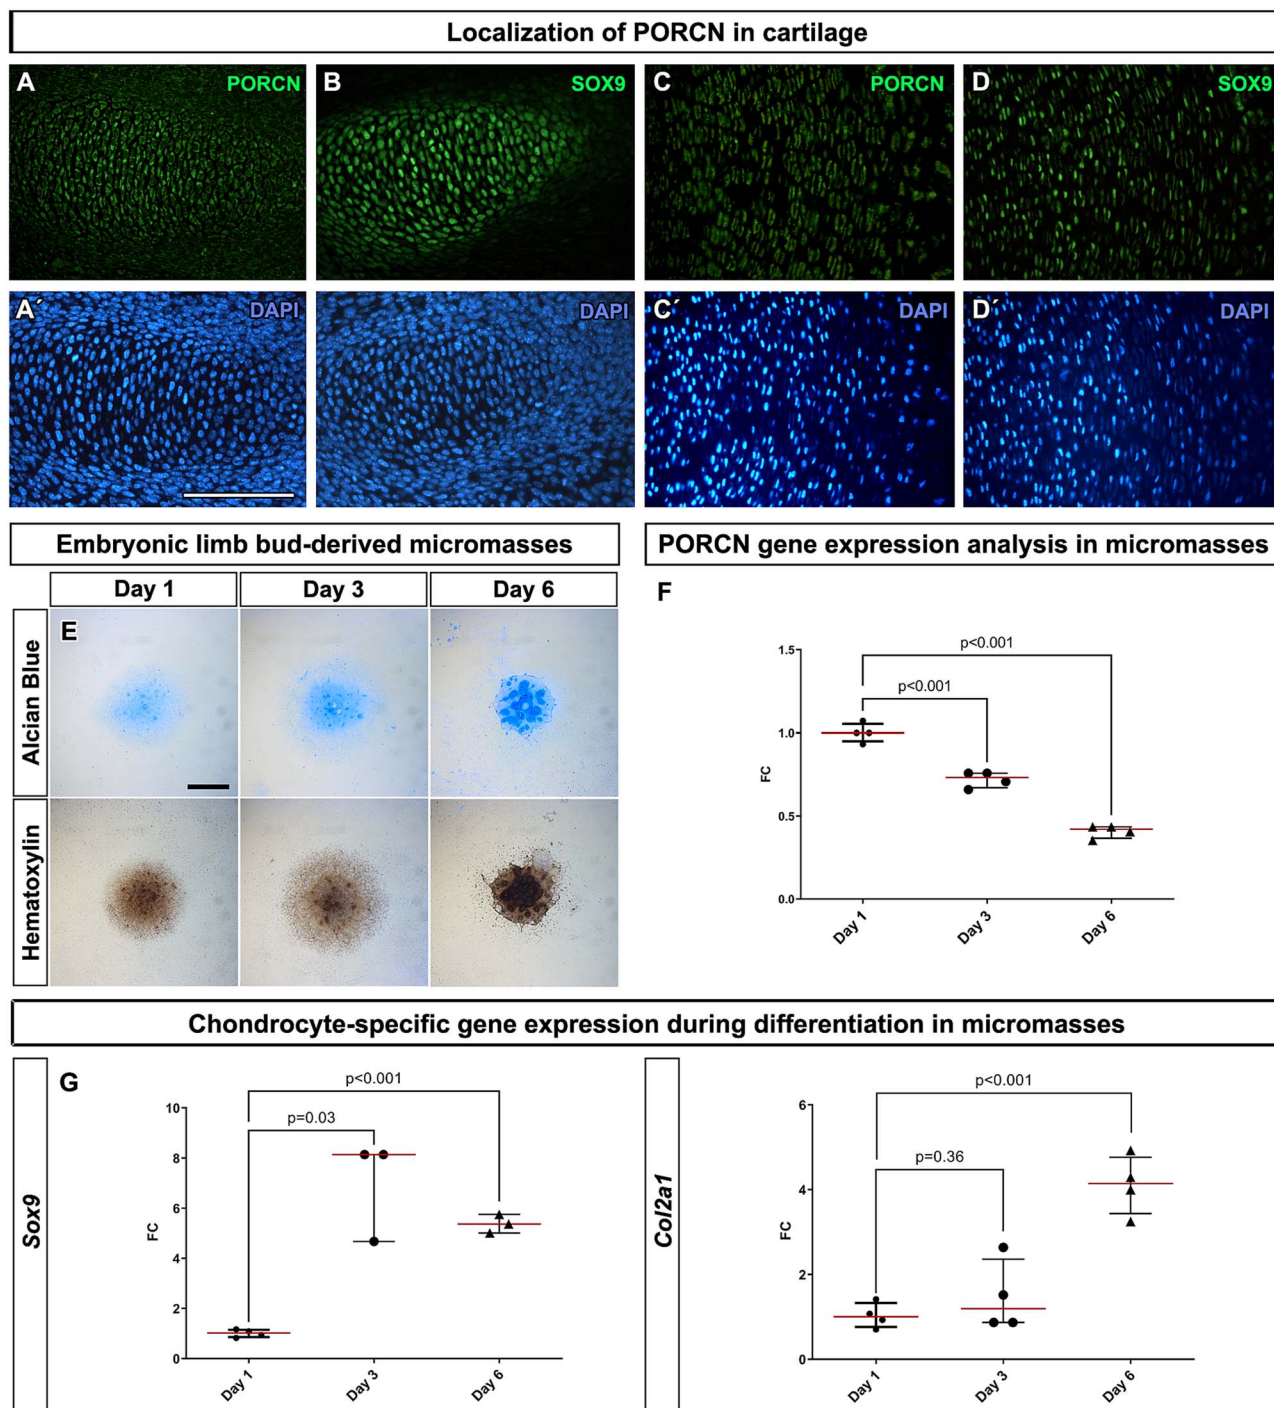 Localization of PORCN in cartilage
A PORCN
B SOX9
C PORCN
D SOX9
A´ DAPI
DAPI
C´ DAPI
D´ DAPI
Embryonic limb bud-derived micromasses
Day 1
Day 3
Day 6
Alcian Blue
E
Hematoxylin
PORCN gene expression analysis in micromasses
F
p<0.001
p<0.001
FC
1.5
1.0
0.5
0.0
Day 1
Day 3
Day 6
Chondrocyte-specific gene expression during differentiation in micromasses
Sox9
G
p<0.001
p=0.03
FC
10
8
6
4
2
0
Day 1
Day 3
Day 6
Col2a1
p<0.001
p=0.36
FC
6
4
2
0
Day 1
Day 3
Day 6